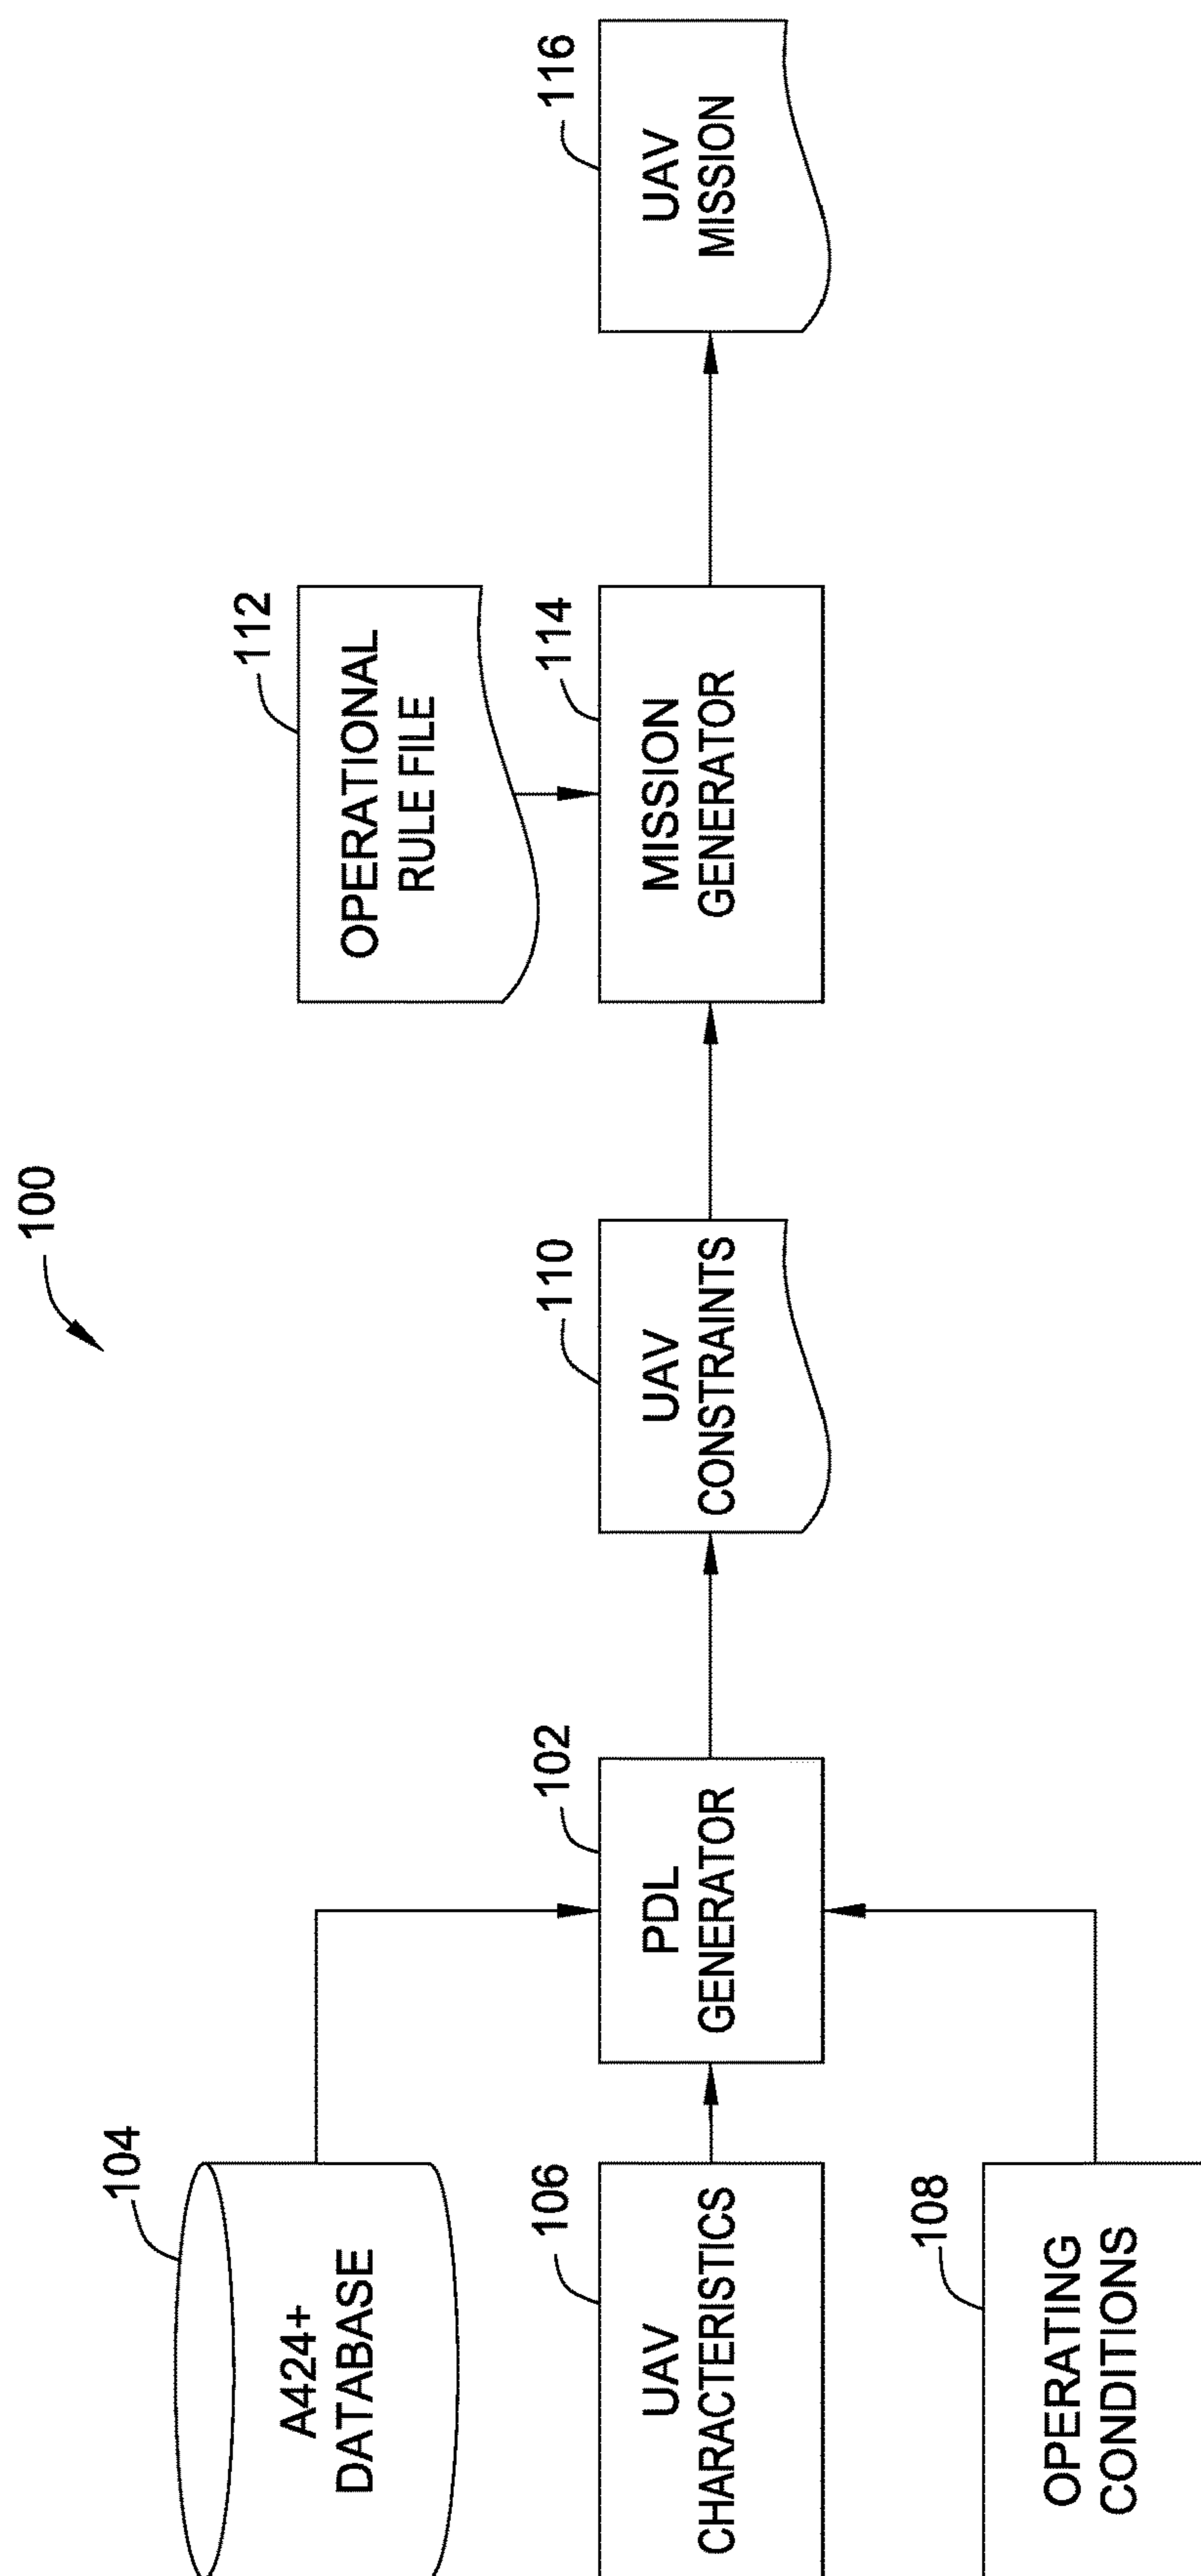 100
104
A424+
DATABASE
106
UAV
CHARACTERISTICS
108
OPERATING
CONDITIONS
102
PDL
GENERATOR
110
UAV
CONSTRAINTS
112
OPERATIONAL
RULE FILE
114
MISSION
GENERATOR
116
UAV
MISSION